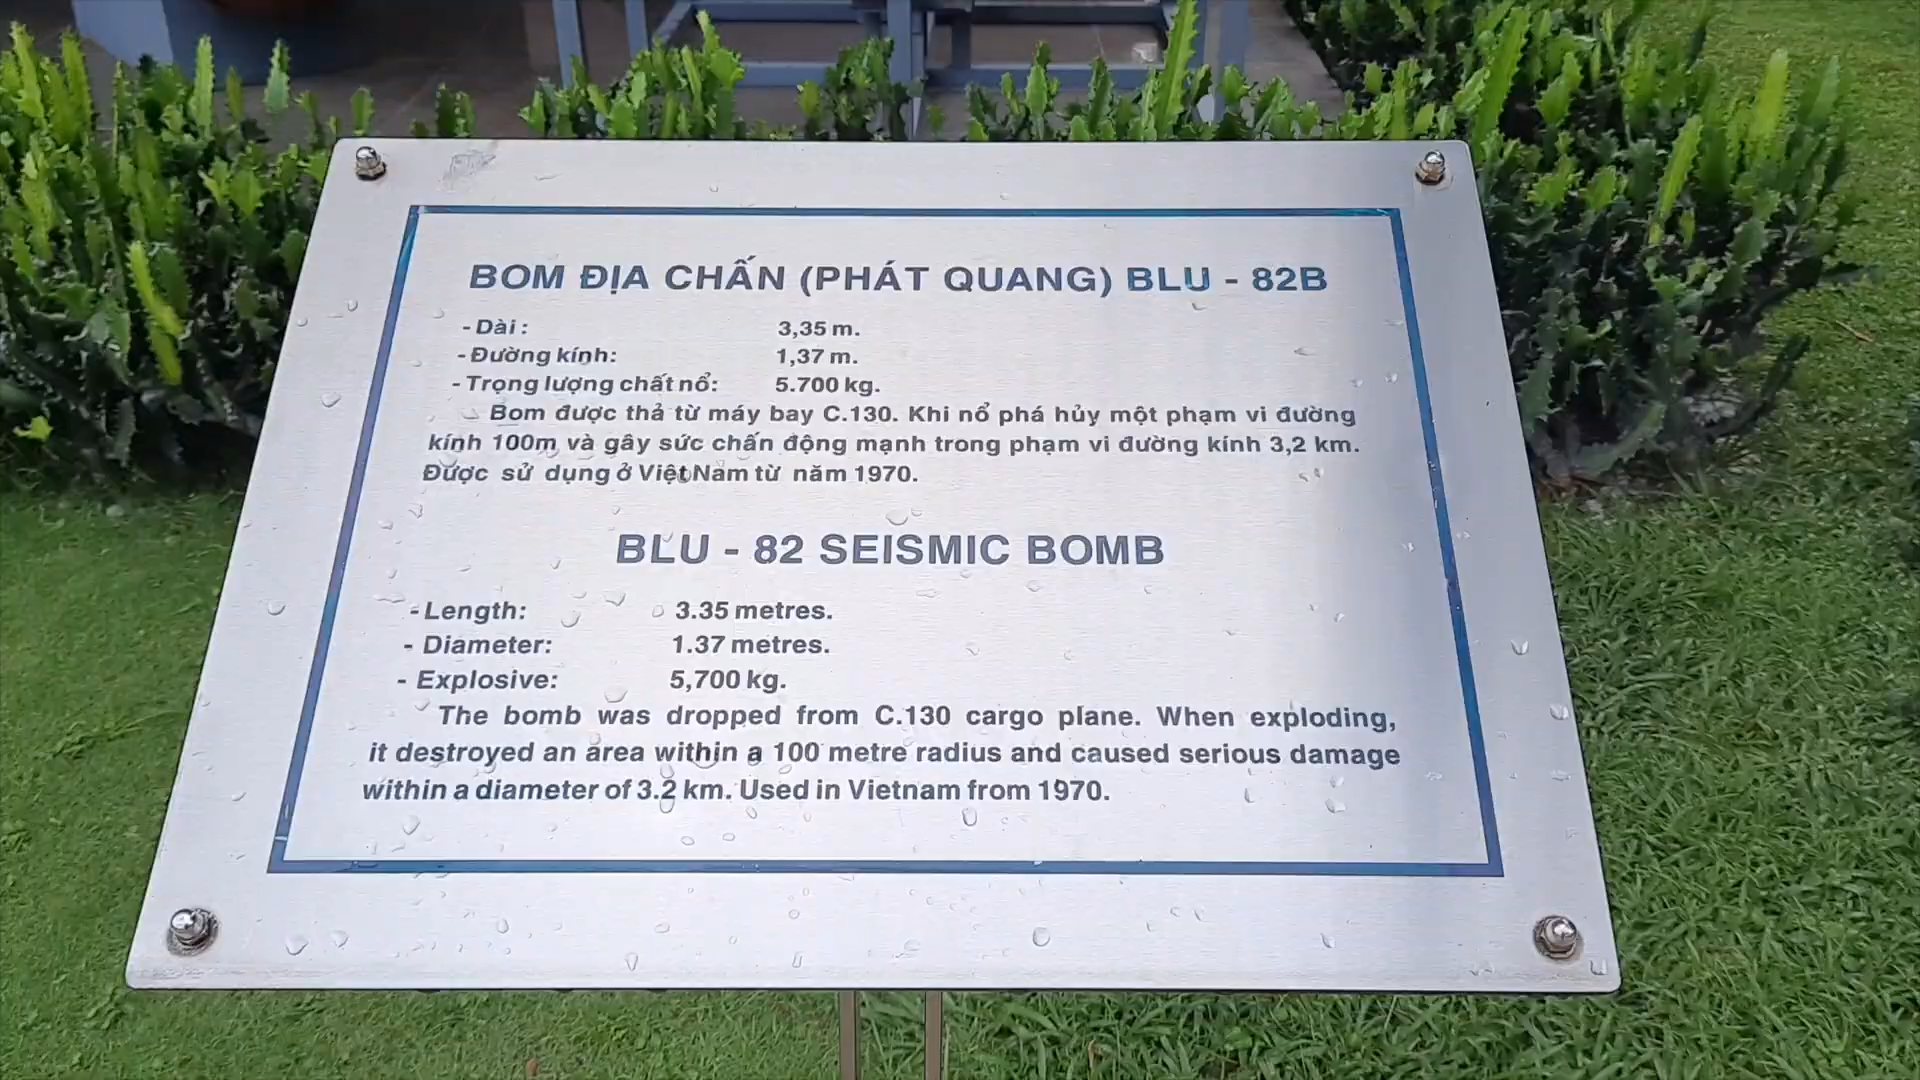 BOM ĐỊA CHẤN (PHÁT QUANG) BLU - 82B
- Dài : 3,35 m.
- Đường kính: 1,37 m.
- Trọng lượng chất nổ: 5.700 kg.
Bom được thả từ máy bay C.130. Khi nổ phá hủy một phạm vi đường
kính 100m và gây sức chấn động mạnh trong phạm vi đường kính 3,2 km.
Được sử dụng ở Việt Nam từ năm 1970.
BLU - 82 SEISMIC BOMB
- Length: 3.35 metres.
- Diameter: 1.37 metres.
- Explosive: 5,700 kg.
The bomb was dropped from C.130 cargo plane. When exploding,
it destroyed an area within a 100 metre radius and caused serious damage
within a diameter of 3.2 km. Used in Vietnam from 1970.